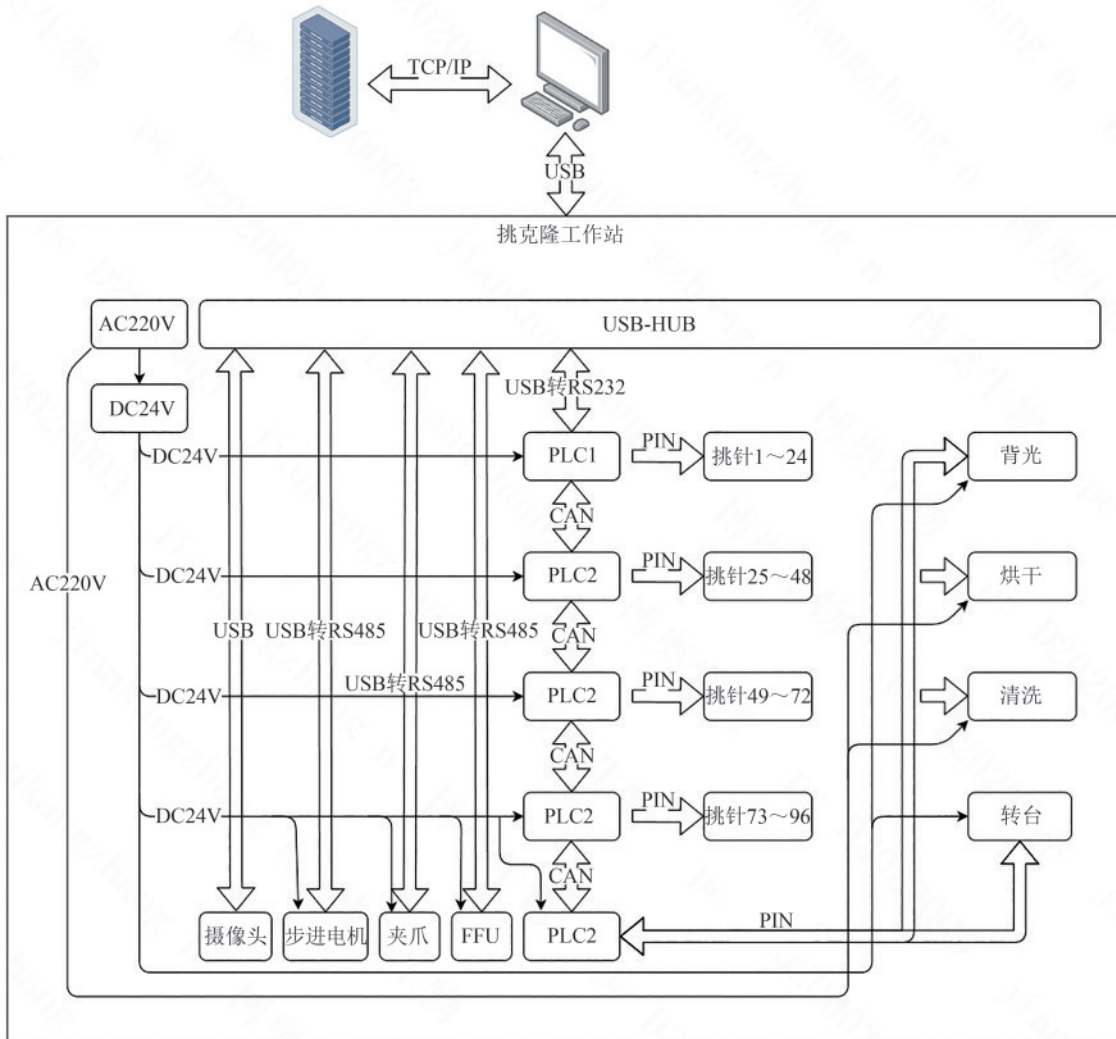 TCP/IP
USB
挑克隆工作站
AC220V
USB-HUB
DC24V
USB转RS232
DC24V
PLC1
PIN
挑针1～24
背光
CAN
DC24V
PLC2
PIN
挑针25～48
烘干
AC220V
USB
USB转RS485
USB转RS485
CAN
USB转RS485
DC24V
PLC2
PIN
挑针49～72
清洗
CAN
DC24V
PLC2
PIN
挑针73～96
转台
CAN
摄像头
步进电机
夹爪
FFU
PLC2
PIN